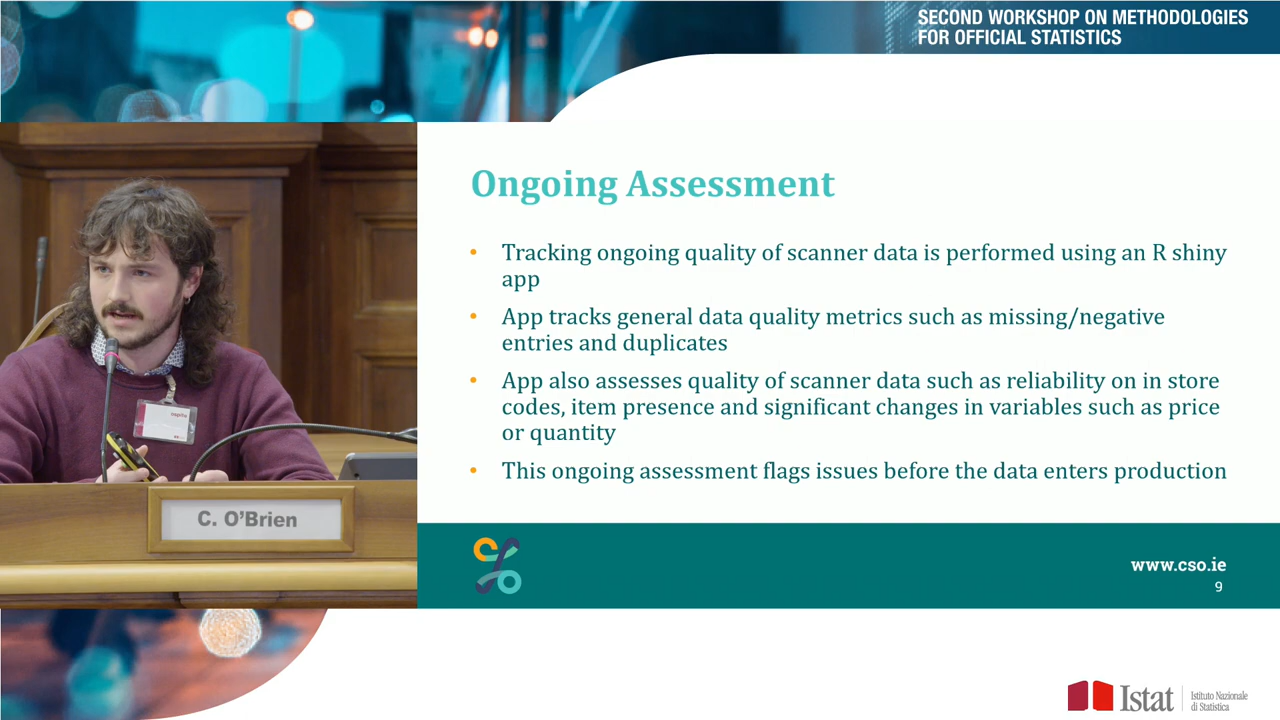 SECOND WORKSHOP ON METHODOLOGIES
FOR OFFICIAL STATISTICS
Ongoing Assessment
• Tracking ongoing quality of scanner data is performed using an R shiny
app
• App tracks general data quality metrics such as missing/negative
entries and duplicates
• App also assesses quality of scanner data such as reliability on in store
codes, item presence and significant changes in variables such as price
or quantity
• This ongoing assessment flags issues before the data enters production
C. O'Brien
www.cso.ie
9
Istat
Istituto Nazionale
di Statistica